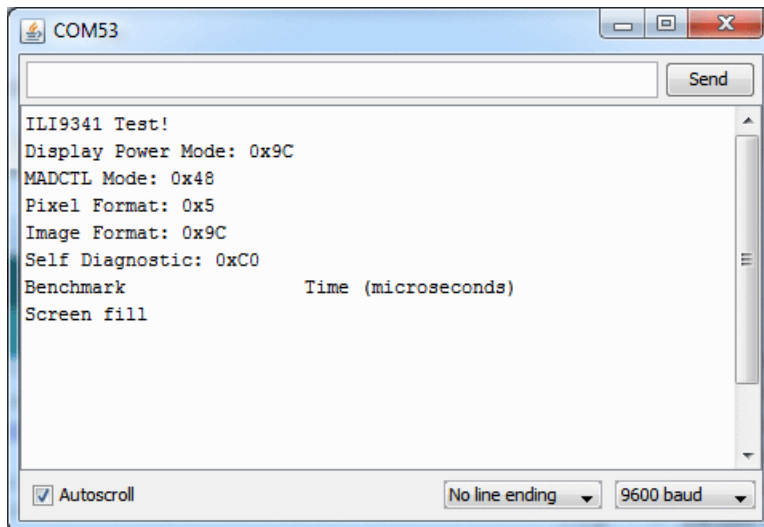 COM53
Send
ILI9341 Test!
Display Power Mode: 0x9C
MADCTL Mode: 0x48
Pixel Format: 0x5
Image Format: 0x9C
Self Diagnostic: 0xC0
Benchmark                Time (microseconds)
Screen fill
Autoscroll No line ending 9600 baud